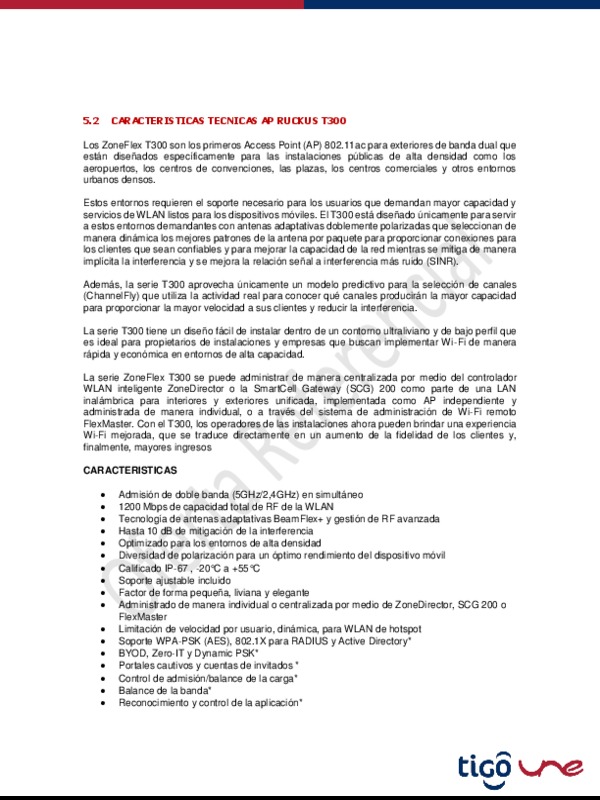 5.2 CARACTERISTICAS TECNICAS AP RUCKUS T300
Los ZoneFlex T300 son los primeros Access Point (AP) 802.11ac para exteriores de banda dual que
están diseñados específicamente para las instalaciones públicas de alta densidad como los
aeropuertos, los centros de convenciones, las plazas, los centros comerciales y otros entornos
urbanos densos.
Estos entornos requieren el soporte necesario para los usuarios que demandan mayor capacidad y
servicios de WLAN listos para los dispositivos móviles. El T300 está diseñado únicamente para servir
a estos entornos demandantes con antenas adaptativas doblemente polarizadas que seleccionan de
manera dinámica los mejores patrones de la antena por paquete para proporcionar conexiones para
los clientes que sean confiables y para mejorar la capacidad de la red mientras se mitiga de manera
implícita la interferencia y se mejora la relación señal a interferencia más ruido (SINR).
Además, la serie T300 aprovecha únicamente un modelo predictivo para la selección de canales
(ChannelFly) que utiliza la actividad real para conocer qué canales producirán la mayor capacidad
para proporcionar la mayor velocidad a sus clientes y reducir la interferencia.
La serie T300 tiene un diseño fácil de instalar dentro de un contorno ultraliviano y de bajo perfil que
es ideal para propietarios de instalaciones y empresas que buscan implementar Wi-Fi de manera
rápida y económica en entornos de alta capacidad.
La serie ZoneFlex T300 se puede administrar de manera centralizada por medio del controlador
WLAN inteligente ZoneDirector o la SmartCell Gateway (SCG) 200 como parte de una LAN
inalámbrica para interiores y exteriores unificada, implementada como AP independiente y
administrada de manera individual, o a través del sistema de administración de Wi-Fi remoto
FlexMaster. Con el T300, los operadores de las instalaciones ahora pueden brindar una experiencia
Wi-Fi mejorada, que se traduce directamente en un aumento de la fidelidad de los clientes y,
finalmente, mayores ingresos
CARACTERISTICAS
• Admisión de doble banda (5GHz/2,4GHz) en simultáneo
• 1200 Mbps de capacidad total de RF de la WLAN
• Tecnología de antenas adaptativas BeamFlex+ y gestión de RF avanzada
• Hasta 10 dB de mitigación de la interferencia
• Optimizado para los entornos de alta densidad
• Diversidad de polarización para un óptimo rendimiento del dispositivo móvil
• Calificado IP-67 , -20°C a +55°C
• Soporte ajustable incluido
• Factor de forma pequeña, liviana y elegante
• Administrado de manera individual o centralizada por medio de ZoneDirector, SCG 200 o
FlexMaster
• Limitación de velocidad por usuario, dinámica, para WLAN de hotspot
• Soporte WPA-PSK (AES), 802.1X para RADIUS y Active Directory*
• BYOD, Zero-IT y Dynamic PSK*
• Portales cautivos y cuentas de invitados *
• Control de admisión/balance de la carga*
• Balance de la banda*
• Reconocimiento y control de la aplicación*
Oferta Referencial
tigo une